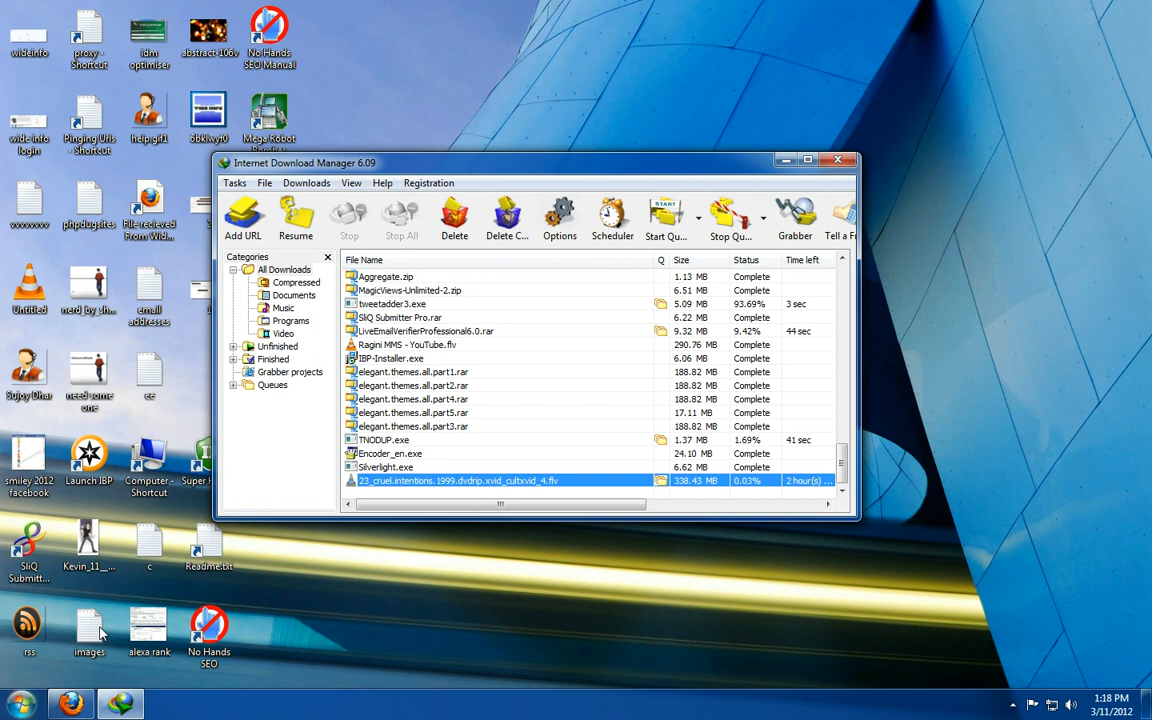 wideinfo
proxy -
Shortcut
idm
optimiser
abstract-106v
No Hands
SEO Manual
wide info
login
Pinging Urls
- Shortcut
help.gif1
6bklwyf0
Mega Robot
vvvvvvvv
phpdugsites
File recieved
From Wid...
Untitled
nerd_by_sh...
email
addresses
Sujoy Dhar
need some
one
ee
smiley 2012
facebook
Launch IBP
Computer -
Shortcut
Super H
SliQ
Submitt...
Kevin_11__...
c
Readme.txt
rss
images
alexa rank
No Hands
SEO
Internet Download Manager 6.09
Tasks File Downloads View Help Registration
Add URL Resume Stop Stop All Delete Delete C... Options Scheduler Start Qu... Stop Qu... Grabber Tell a Fr
Categories
All Downloads
Compressed
Documents
Music
Programs
Video
Unfinished
Finished
Grabber projects
Queues
File Name Q Size Status Time left
Aggregate.zip 1.13 MB Complete
MagicViews-Unlimited-2.zip 6.51 MB Complete
tweetadder3.exe 5.09 MB 93.69% 3 sec
SliQ Submitter Pro.rar 6.22 MB Complete
LiveEmailVerifierProfessional6.0.rar 9.32 MB 9.42% 44 sec
Ragini MMS - YouTube.flv 290.76 MB Complete
IBP-Installer.exe 6.06 MB Complete
elegant.themes.all.part1.rar 188.82 MB Complete
elegant.themes.all.part2.rar 188.82 MB Complete
elegant.themes.all.part4.rar 188.82 MB Complete
elegant.themes.all.part5.rar 17.11 MB Complete
elegant.themes.all.part3.rar 188.82 MB Complete
TNODUP.exe 1.37 MB 1.69% 41 sec
Encoder_en.exe 24.10 MB Complete
Silverlight.exe 6.62 MB Complete
23_cruel.intentions.1999.dvdrip.xvid_cultxvid_4.flv 338.43 MB 0.03% 2 hour(s) ...
1:18 PM
3/11/2012